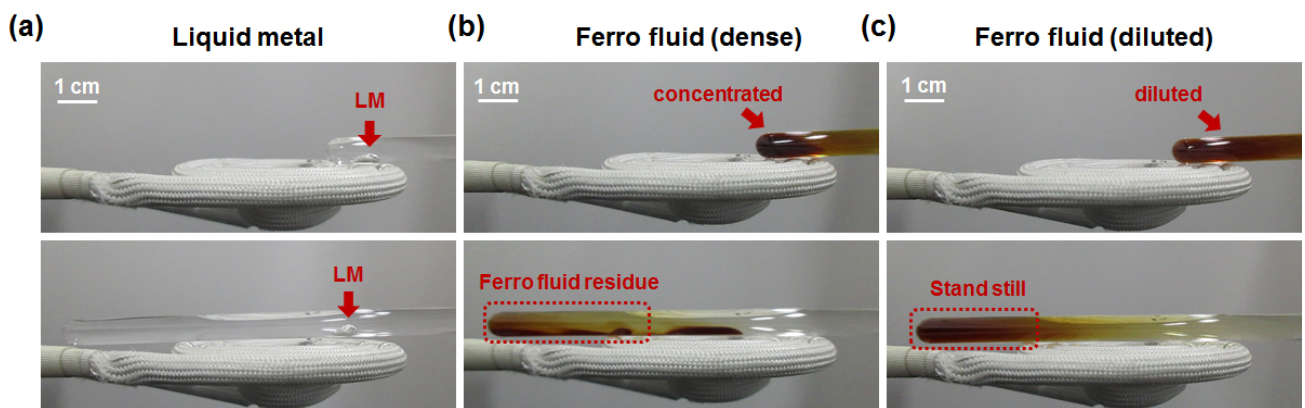 (a) Liquid metal (b) Ferro fluid (dense) (c) Ferro fluid (diluted)
1 cm
LM
1 cm
concentrated
1 cm
diluted
LM
Ferro fluid residue
Stand still